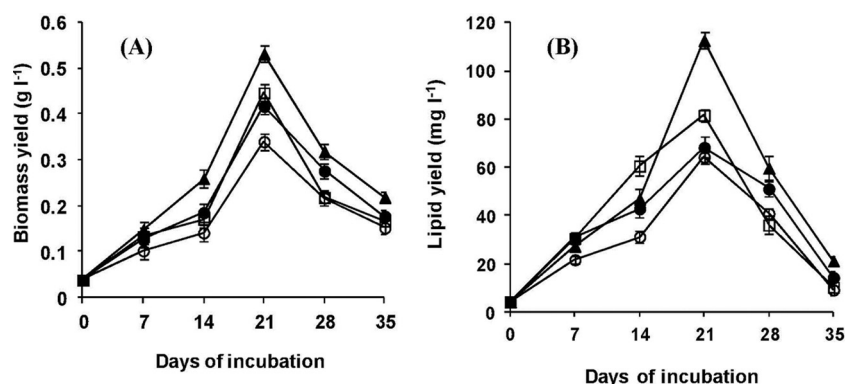 (A)
Biomass yield (g l-1)
0.6
0.5
0.4
0.3
0.2
0.1
0
0 7 14 21 28 35
Days of incubation
(B)
Lipid yield (mg l-1)
120
100
80
60
40
20
0
0 7 14 21 28 35
Days of incubation